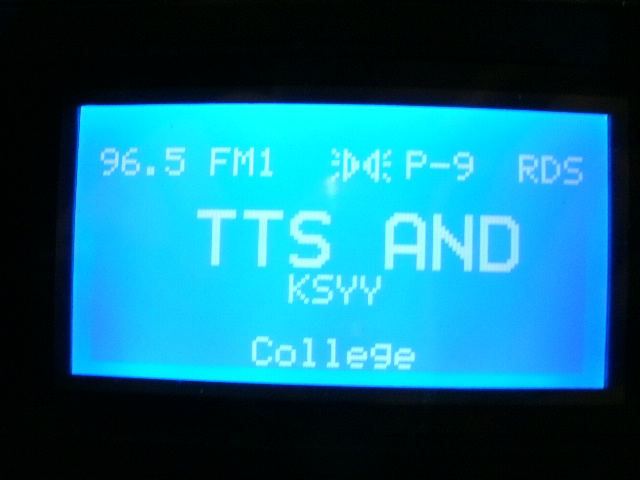 96.5 FM1 P-9 RDS
TTS AND
KSYY
College